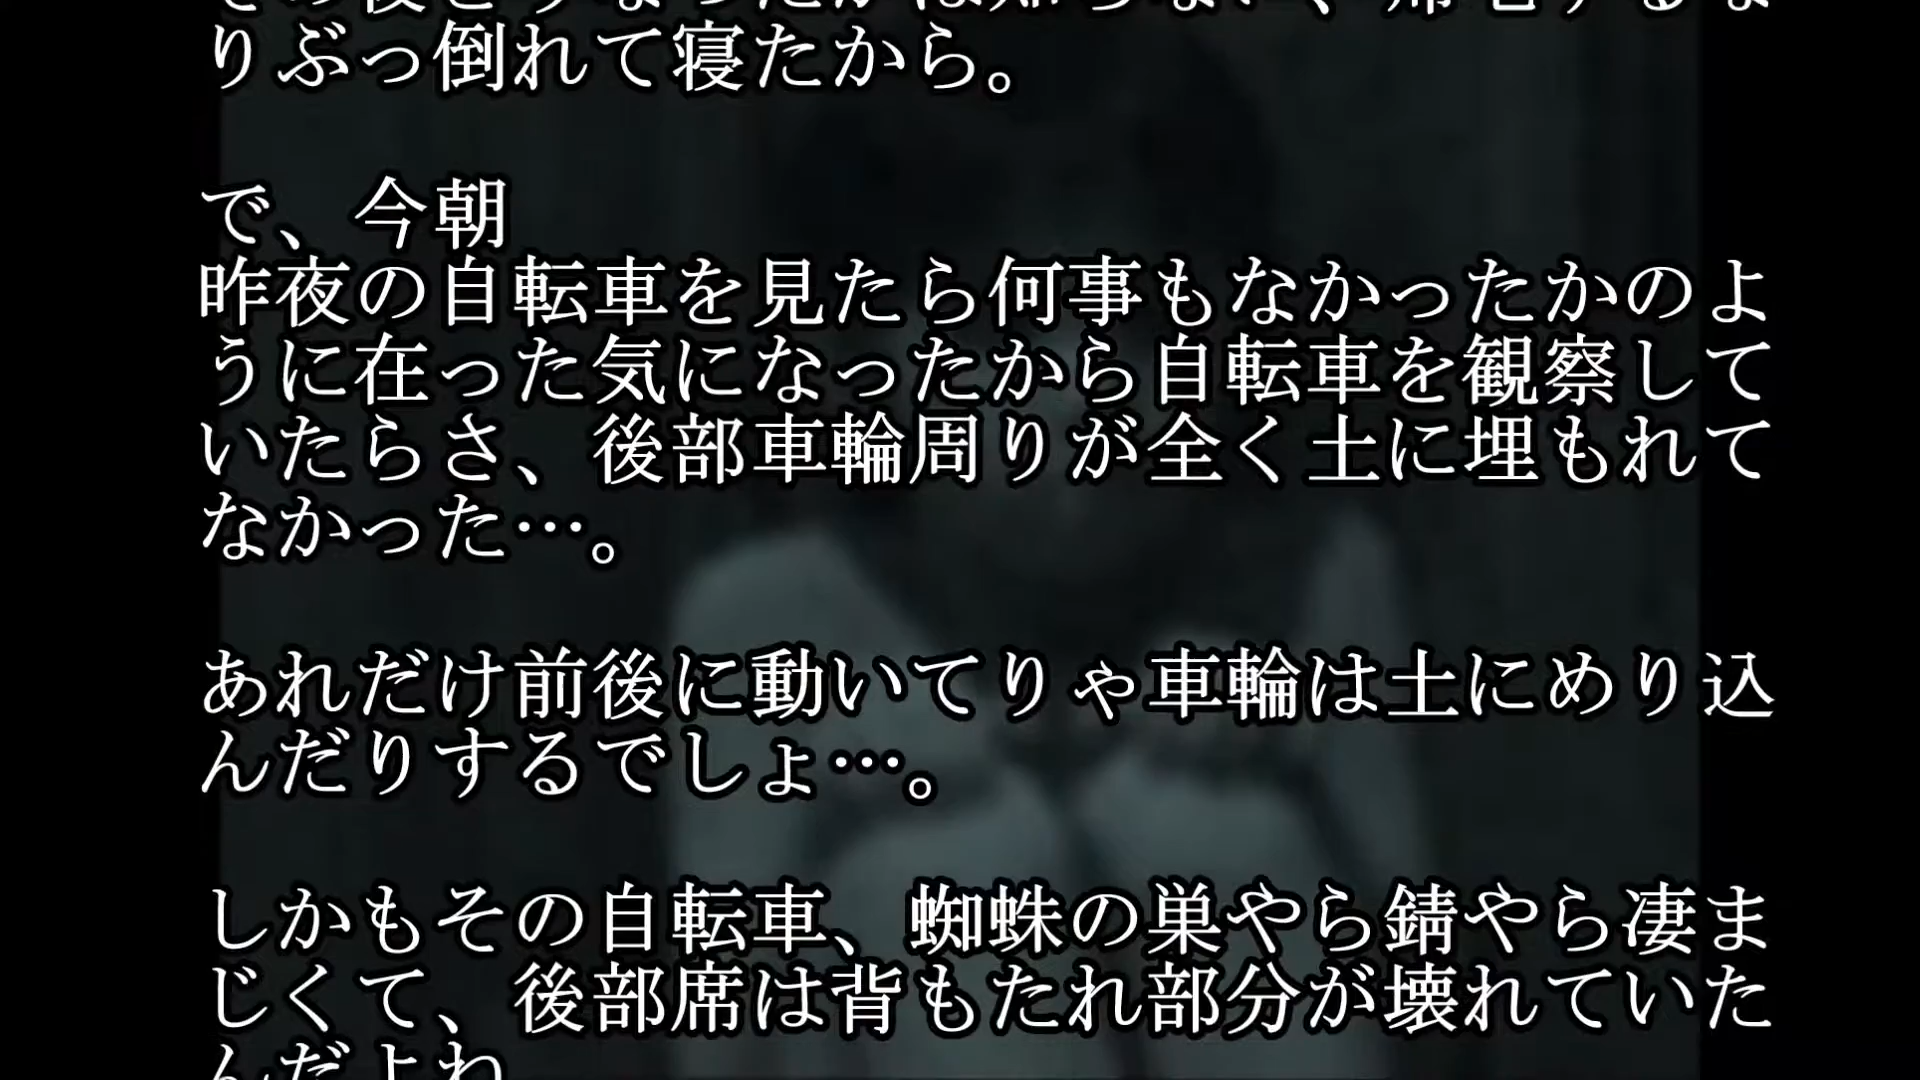 りぶっ倒れて寝たから。
で、今朝
昨夜の自転車を見たら何事もなかったかのよ
うに在った気になったから自転車を観察して
いたらさ、後部車輪周りが全く土に埋もれて
なかった…。
あれだけ前後に動いてりゃ車輪は土にめり込
んだりするでしょ…。
しかもその自転車、蜘蛛の巣やら錆やら凄ま
じくて、後部席は背もたれ部分が壊れていた
んだよね